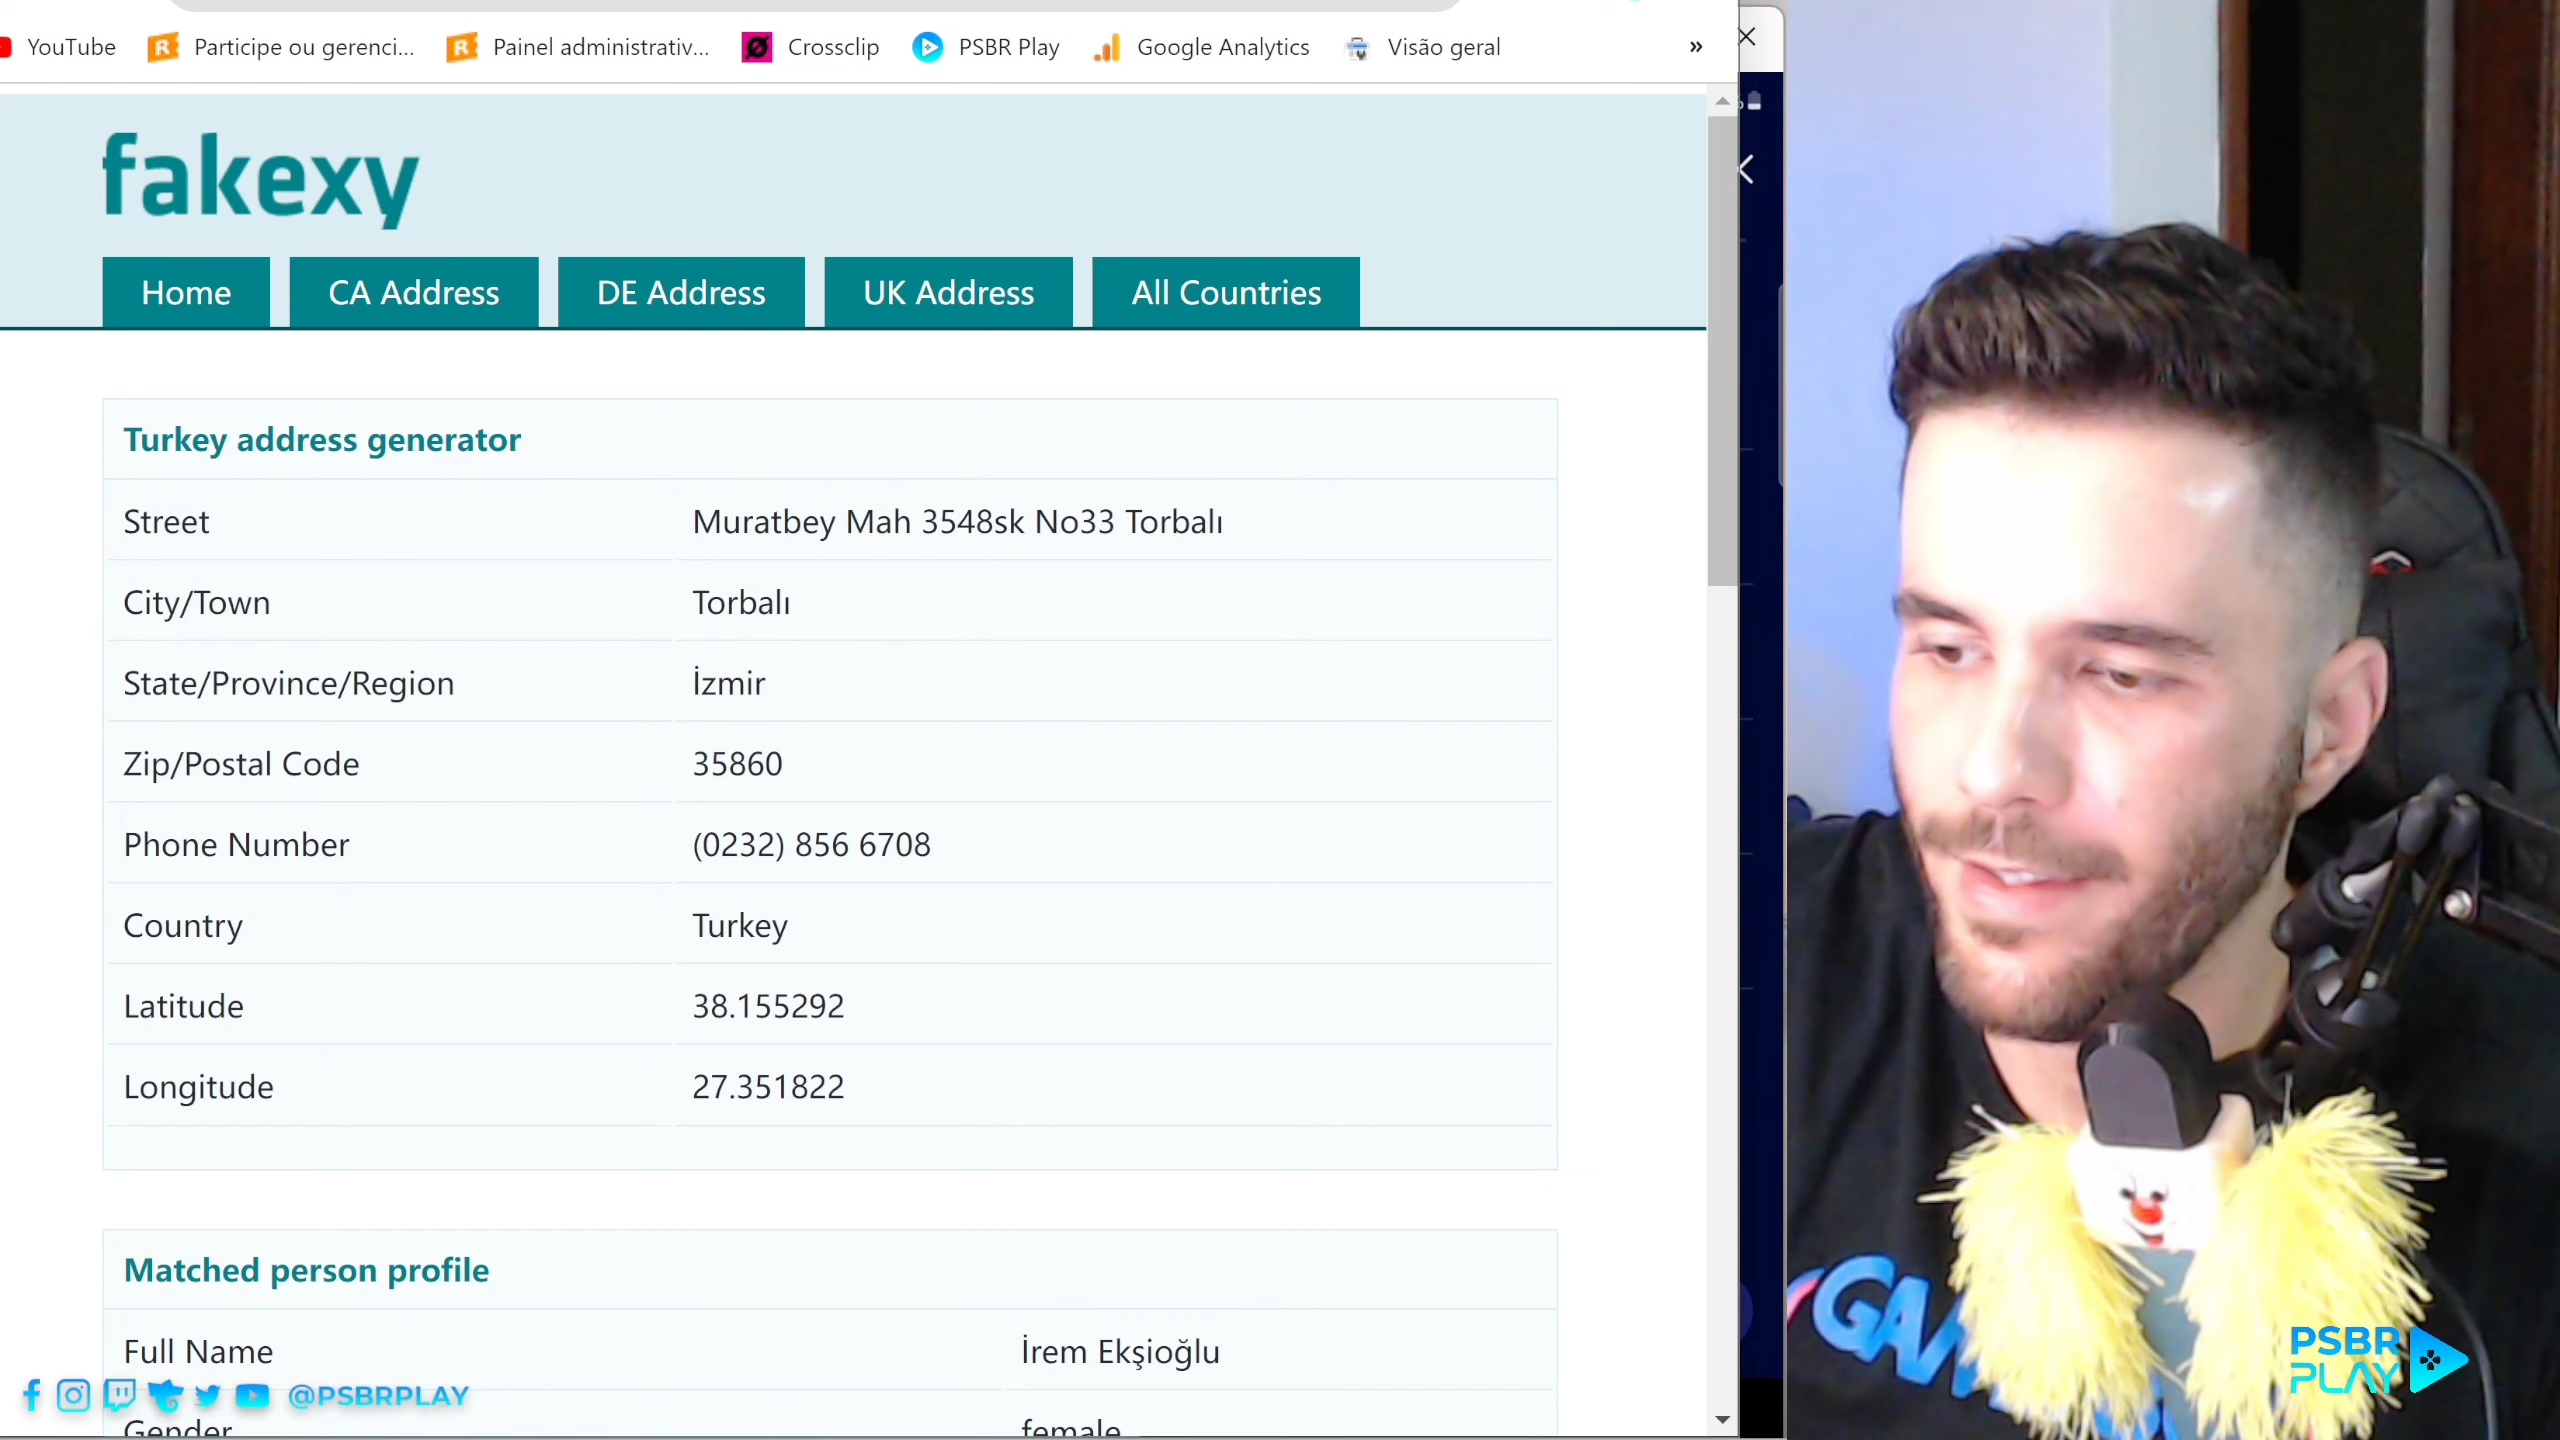 YouTube Participe ou gerenci... Painel administrativ... Crossclip PSBR Play Google Analytics Visão geral »
fakexy
Home CA Address DE Address UK Address All Countries
Turkey address generator
Street Muratbey Mah 3548sk No33 Torbalı
City/Town Torbalı
State/Province/Region İzmir
Zip/Postal Code 35860
Phone Number (0232) 856 6708
Country Turkey
Latitude 38.155292
Longitude 27.351822
Matched person profile
Full Name İrem Ekşioğlu
@PSBRPLAY
Gender female
PSBR
PLAY